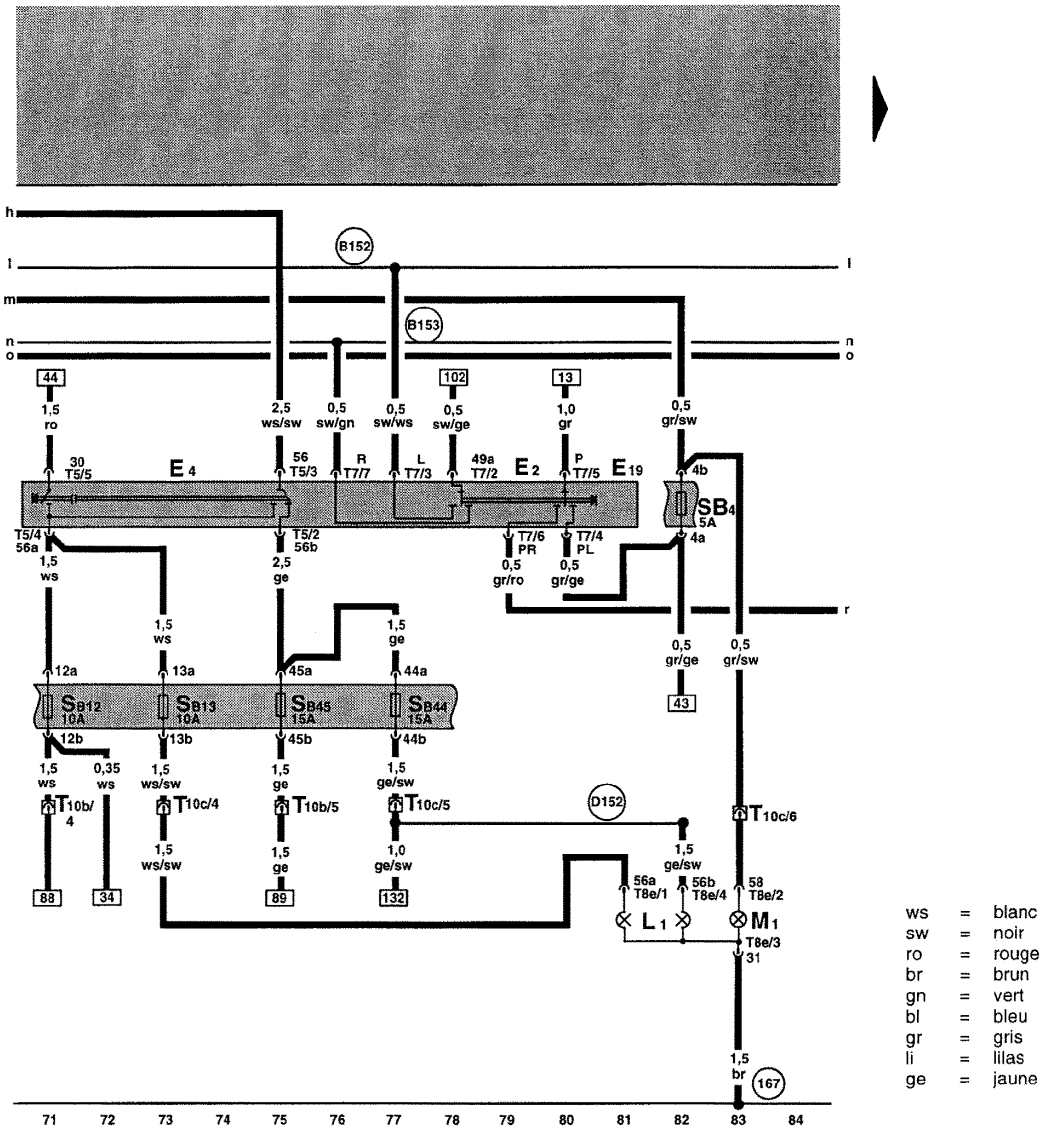 h
B152
l l
m
B153
n n
o o
44 102 13
1,5
ro
2,5
ws/sw
0,5
sw/gn
0,5
sw/ws
0,5
sw/ge
1,0
gr
0,5
gr/sw
30
T5/5
E4
56
T5/3
R
T7/7
L
T7/3
49a
T7/2
E2
P
T7/5
E19
4b
SB4
5A
4a
T5/4
56a
T5/2
56b
T7/6
PR
T7/4
PL
1,5
ws
2,5
ge
0,5
gr/ro
0,5
gr/ge
r
1,5
ws
1,5
ge
0,5
gr/ge
0,5
gr/sw
12a 13a 45a 44a
SB12
10A
SB13
10A
SB45
15A
SB44
15A
43
12b 13b 45b 44b
1,5
ws
0,35
ws
1,5
ws/sw
1,5
ge
1,5
ge/sw
T10b/
4
T10c/4
T10b/5
T10c/5
D152
T10c/6
1,5
ws/sw
1,5
ge
1,0
ge/sw
1,5
ge/sw
88 34 89 132
56a
T8e/1
56b
T8e/4
58
T8e/2
L1
M1
T8e/3
31
1,5
br
167
71 72 73 74 75 76 77 78 79 80 81 82 83 84
ws = blanc
sw = noir
ro = rouge
br = brun
gn = vert
bl = bleu
gr = gris
li = lilas
ge = jaune